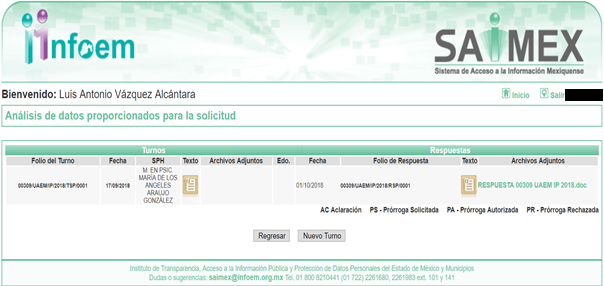 infoem
SAIMEX
Sistema de Acceso a la Información Mexiquense
Bienvenido: Luis Antonio Vázquez Alcántara
Inicio Salir
Análisis de datos proporcionados para la solicitud
Turnos Respuestas
Folio del Turno Fecha SPH Texto Archivos Adjuntos Edo. Fecha Folio de Respuesta Texto Archivos Adjuntos
00309/UAEM/IP/2018/TSP/0001 17/09/2018 M. EN PSIC. MARÍA DE LOS ANGELES ARAUJO GONZÁLEZ 01/10/2018 00309/UAEM/IP/2018/RSP/0001 RESPUESTA 00309 UAEM IP 2018.doc
AC Aclaración PS - Prórroga Solicitada PA - Prórroga Autorizada PR - Prórroga Rechazada
Regresar Nuevo Turno
Instituto de Transparencia, Acceso a la Información Pública y Protección de Datos Personales del Estado de México y Municipios
Dudas o sugerencias: saimex@infoem.org.mx Tel. 01 800 8210441 (01 722) 2261680, 2261983 ext. 101 y 141